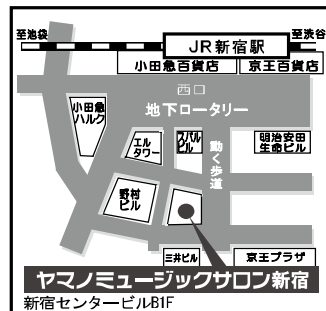 至池袋
至渋谷
JR新宿駅
小田急百貨店
京王百貨店
西口
地下ロータリー
小田急
ハルク
エル
タワー
スバル
ビル
動く歩道
明治安田
生命ビル
野村
ビル
三井ビル
京王プラザ
ヤマノミュージックサロン新宿
新宿センタービルB1F